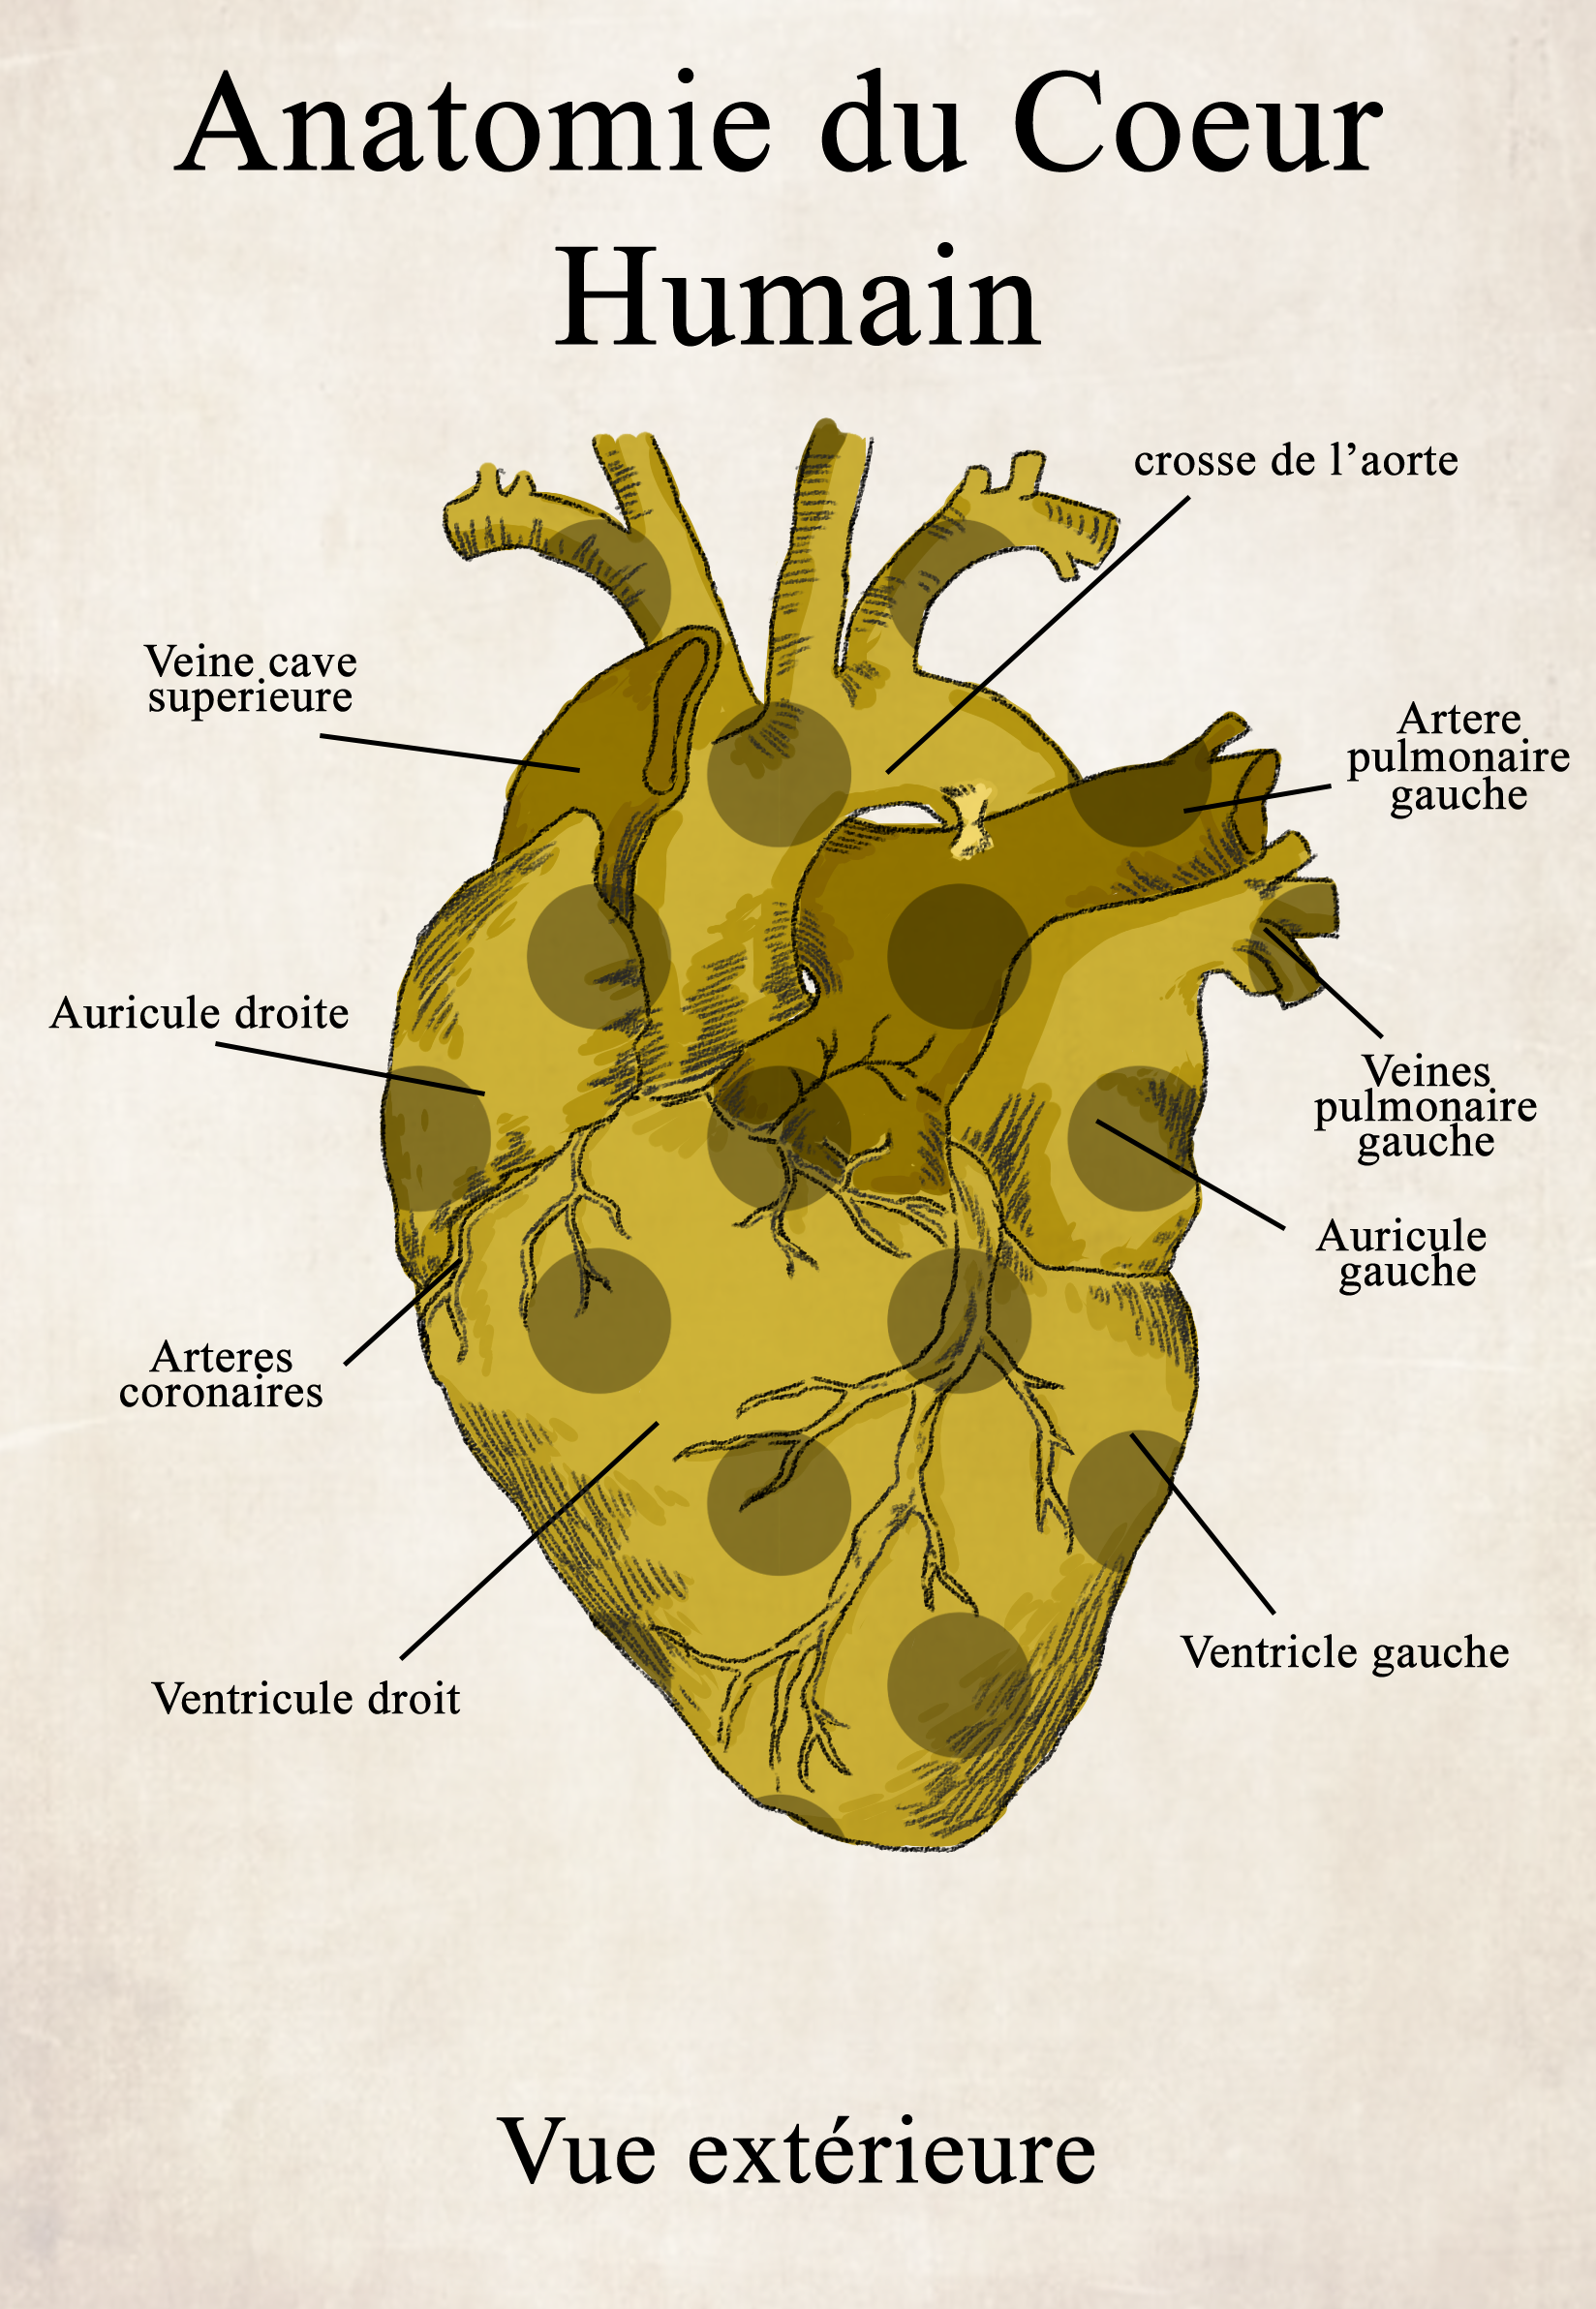 Anatomie du Coeur
Humain
crosse de l’aorte
Veine cave
superieure
Artere
pulmonaire
gauche
Auricule droite
Veines
pulmonaire
gauche
Auricule
gauche
Arteres
coronaires
Ventricle gauche
Ventricule droit
Vue extérieure